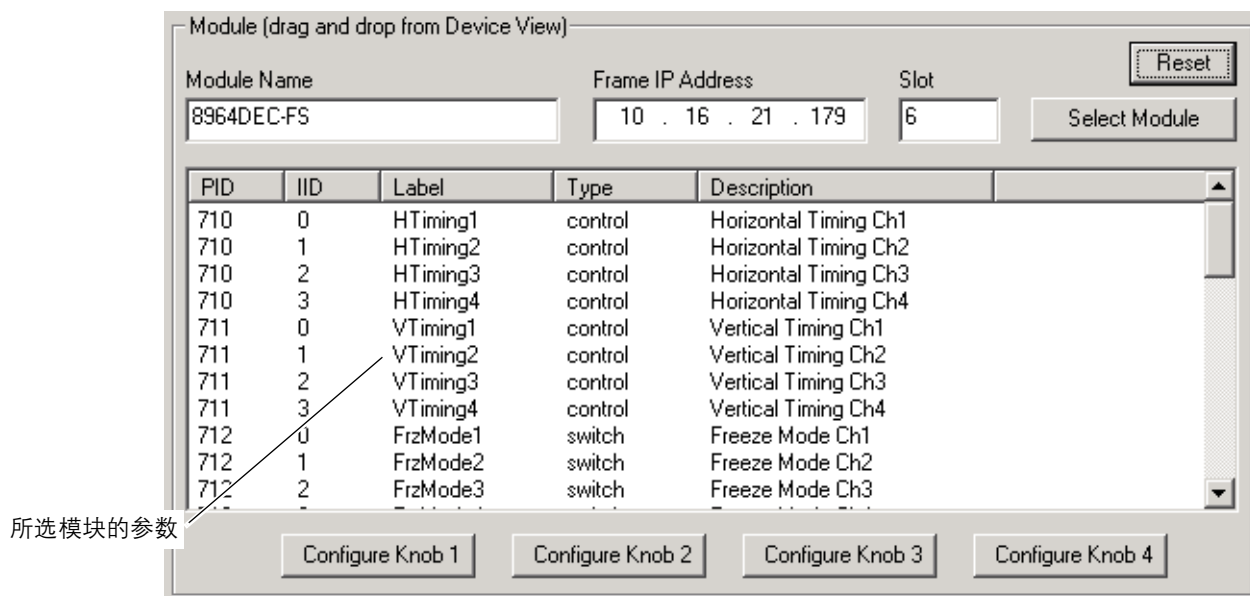 Module (drag and drop from Device View)
Reset
Module Name Frame IP Address Slot
8964DEC-FS 10 . 16 . 21 . 179 6 Select Module
PID IID Label Type Description
710 0 HTiming1 control Horizontal Timing Ch1
710 1 HTiming2 control Horizontal Timing Ch2
710 2 HTiming3 control Horizontal Timing Ch3
710 3 HTiming4 control Horizontal Timing Ch4
711 0 VTiming1 control Vertical Timing Ch1
711 1 VTiming2 control Vertical Timing Ch2
711 2 VTiming3 control Vertical Timing Ch3
711 3 VTiming4 control Vertical Timing Ch4
712 0 FrzMode1 switch Freeze Mode Ch1
712 1 FrzMode2 switch Freeze Mode Ch2
712 2 FrzMode3 switch Freeze Mode Ch3
所选模块的参数
Configure Knob 1 Configure Knob 2 Configure Knob 3 Configure Knob 4